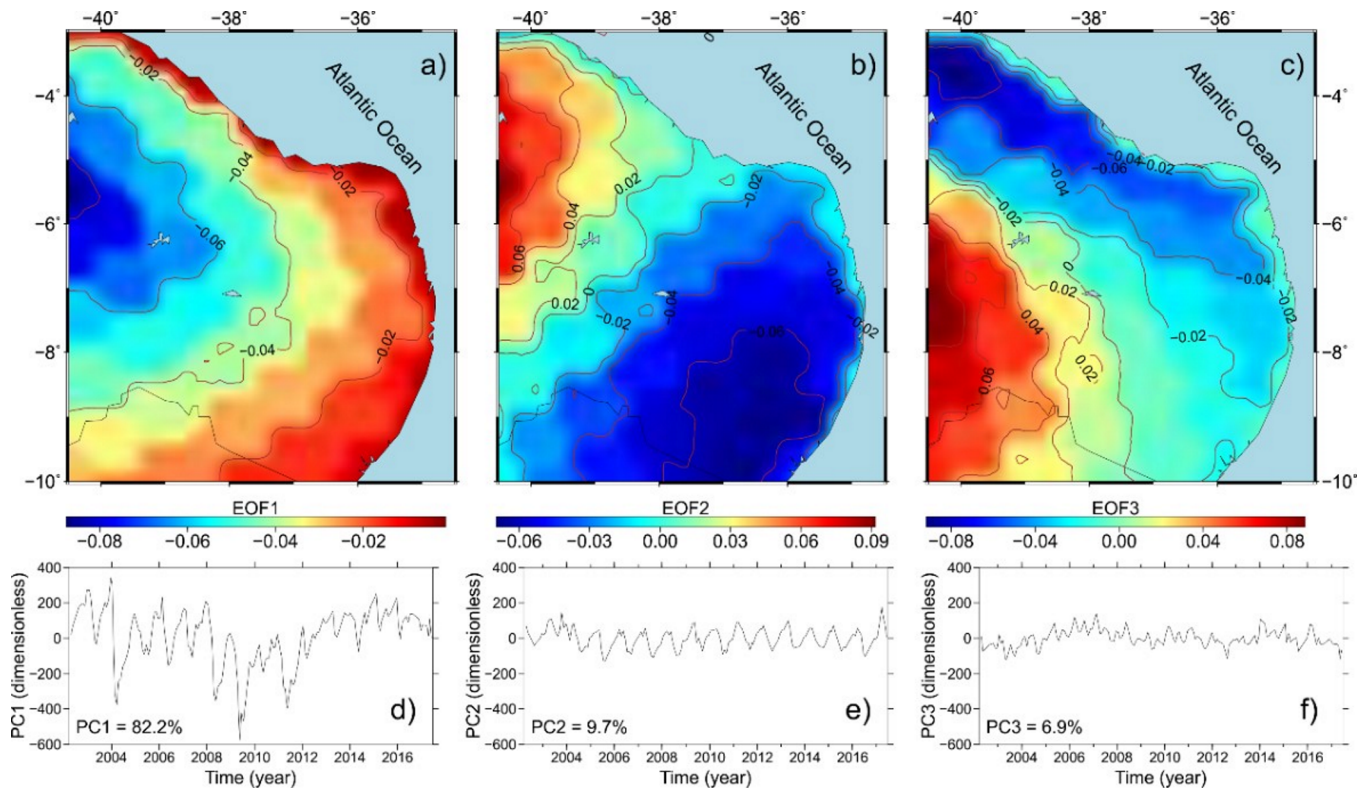 −40° −38° −36° −40° −38° −36° −40° −38° −36°
a) b) c)
Atlantic Ocean Atlantic Ocean Atlantic Ocean
−4° −4°
−6° −6°
−8° −8°
−10° −10°
−0.02 −0.04 −0.02 −0.06 −0.02 −0.04
0 0.02 0.02 −0.02 0.04 0.06 0.02 0 −0.04 −0.02 −0.04 −0.02 −0.06
−0.04 −0.02 −0.06 −0.04 −0.02 0 0.02 −0.04 −0.02 0.04 −0.02 0.02 0.06
EOF1 EOF2 EOF3
−0.08 −0.06 −0.04 −0.02 −0.06 −0.03 0.00 0.03 0.06 0.09 −0.08 −0.04 0.00 0.04 0.08
400 400 400
200 200 200
0 0 0
−200 −200 −200
−400 −400 −400
−600 −600 −600
PC1 (dimensionless) PC2 (dimensionless) PC3 (dimensionless)
PC1 = 82.2% d) PC2 = 9.7% e) PC3 = 6.9% f)
2004 2006 2008 2010 2012 2014 2016 2004 2006 2008 2010 2012 2014 2016 2004 2006 2008 2010 2012 2014 2016
Time (year) Time (year) Time (year)